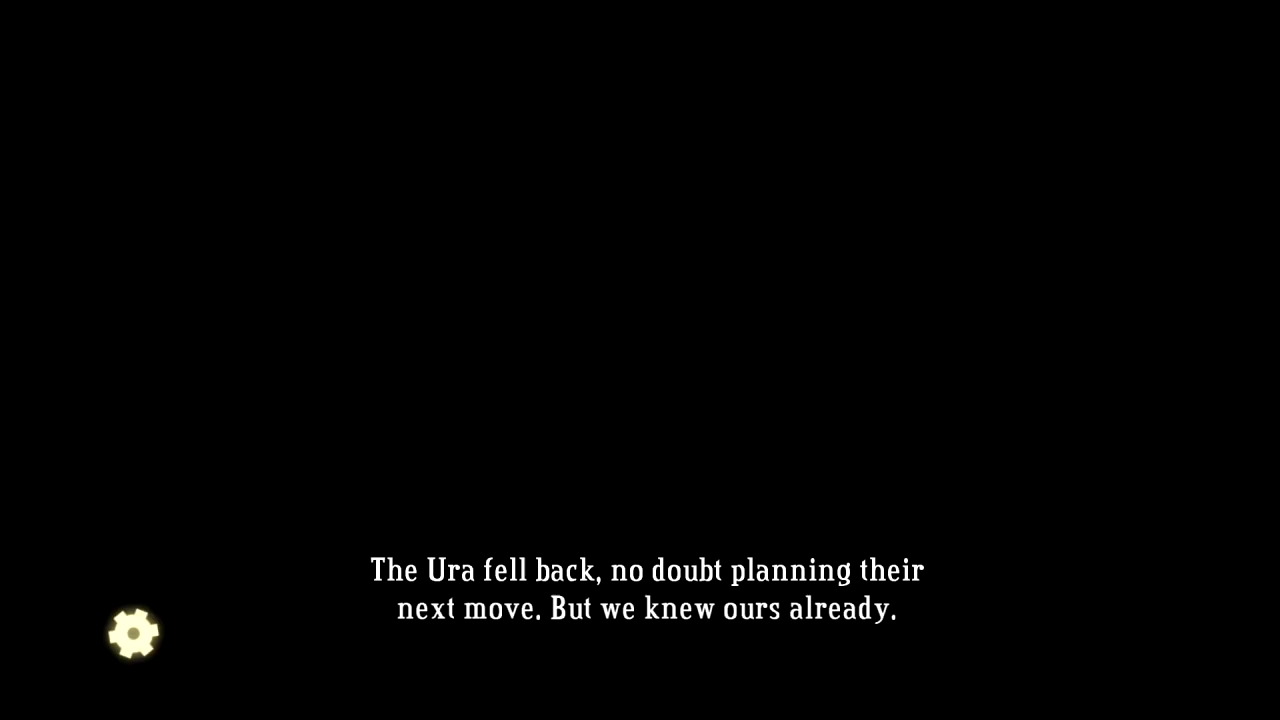 The Ura fell back, no doubt planning their
next move. But we knew ours already.